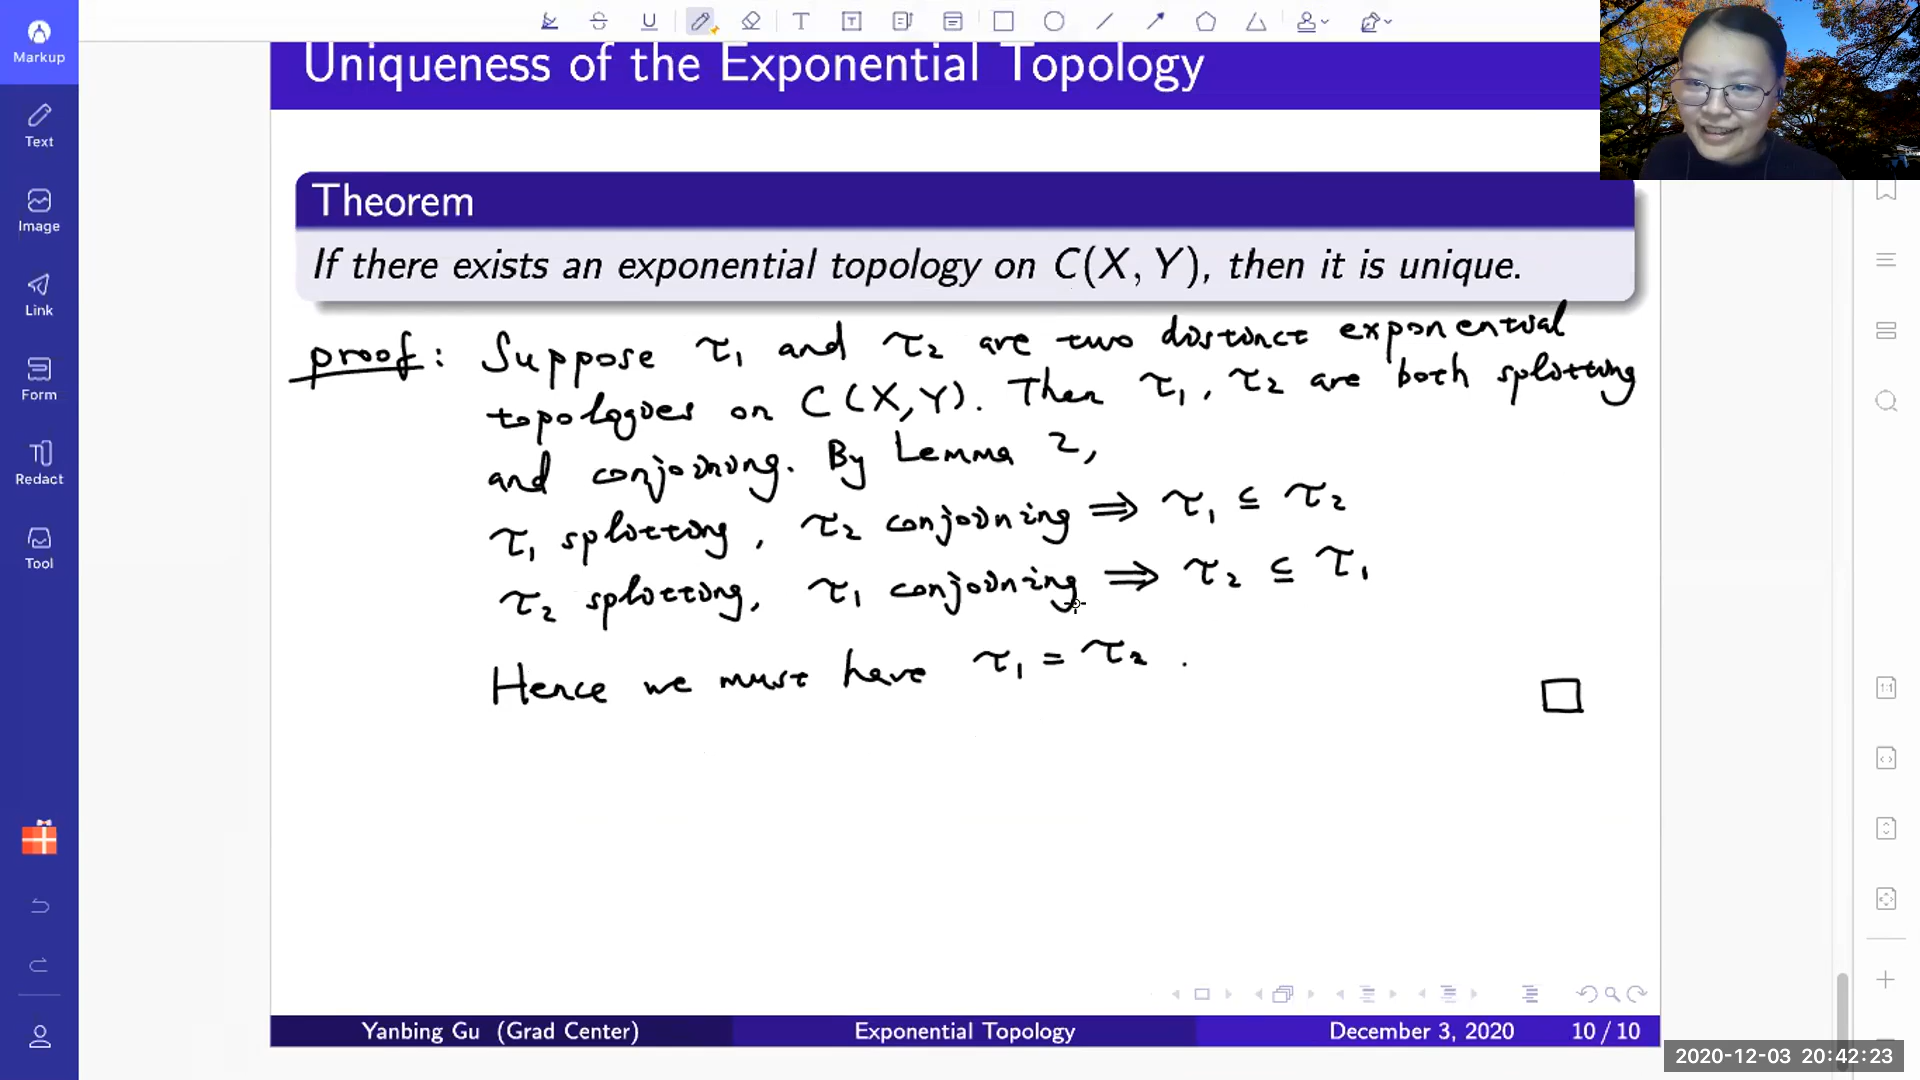 Markup
Text
Image
Link
Form
Redact
Tool
Uniqueness of the Exponential Topology
Theorem
If there exists an exponential topology on C(X, Y), then it is unique.
proof: Suppose τ₁ and τ₂ are two distinct exponential
topologies on C(X,Y). Then τ₁, τ₂ are both splitting
and conjoining. By Lemma 2,
τ₁ splitting, τ₂ conjoining ⇒ τ₁ ⊆ τ₂
τ₂ splitting, τ₁ conjoining ⇒ τ₂ ⊆ τ₁
Hence we must have τ₁ = τ₂ .
□
Yanbing Gu (Grad Center) Exponential Topology December 3, 2020 10 / 10
2020-12-03 20:42:23